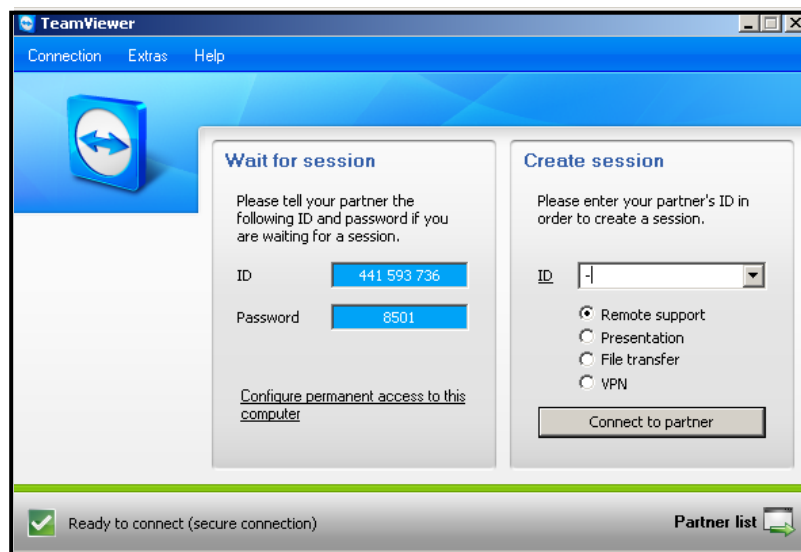 TeamViewer
Connection Extras Help
Wait for session
Please tell your partner the
following ID and password if you
are waiting for a session.
ID 441 593 736
Password 8501
Configure permanent access to this
computer
Create session
Please enter your partner's ID in
order to create a session.
ID -
Remote support
Presentation
File transfer
VPN
Connect to partner
Ready to connect (secure connection)
Partner list